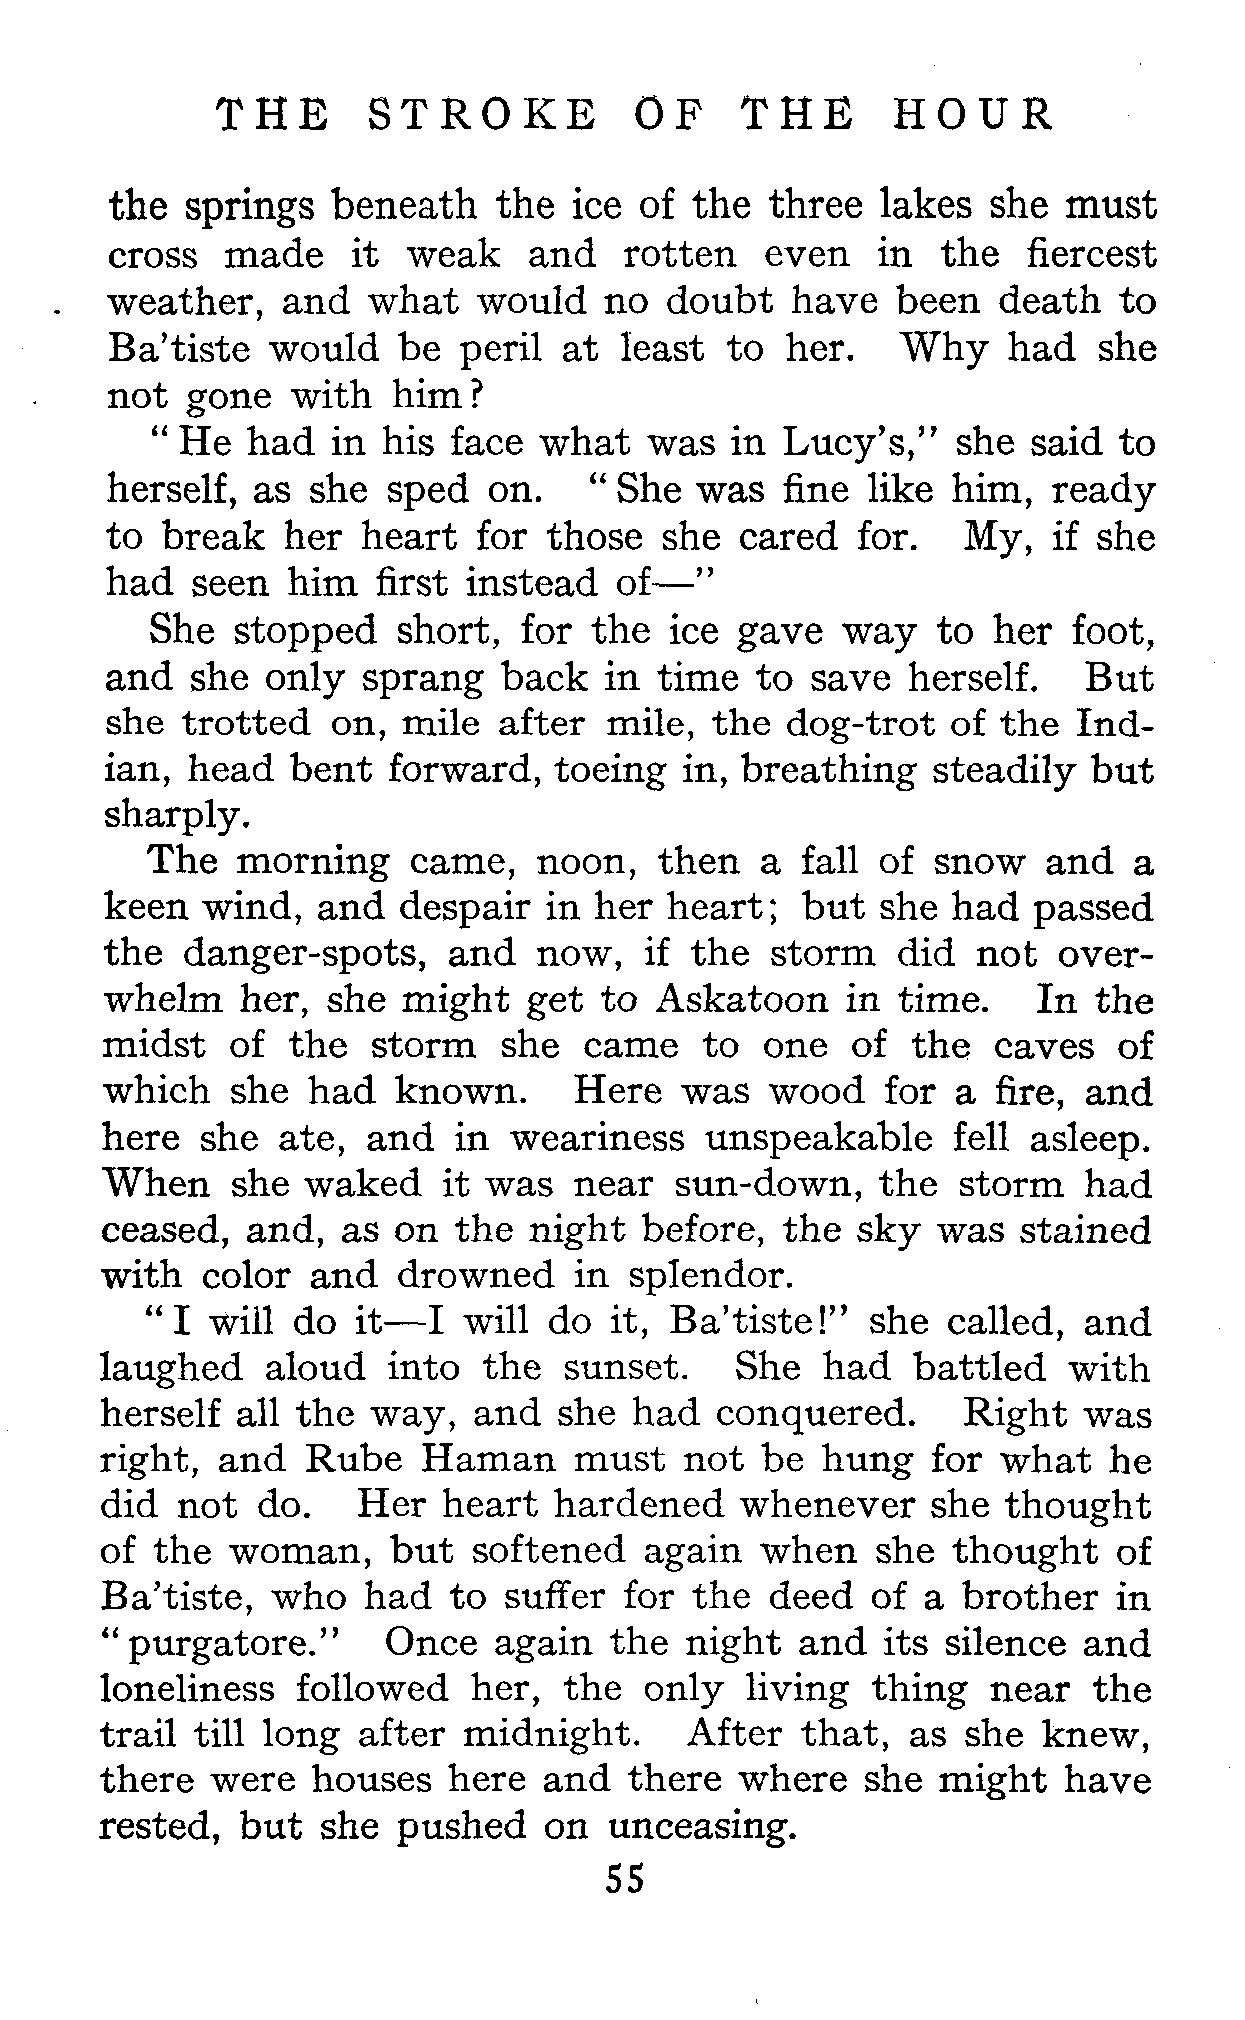 THE STROKE OF THE HOUR
the springs beneath the ice of the three lakes she must
cross made it weak and rotten even in the fiercest
weather, and what would no doubt have been death to
Ba'tiste would be peril at least to her. Why had she
not gone with him?
"He had in his face what was in Lucy's," she said to
herself, as she sped on. "She was fine like him, ready
to break her heart for those she cared for. My, if she
had seen him first instead of—"
She stopped short, for the ice gave way to her foot,
and she only sprang back in time to save herself. But
she trotted on, mile after mile, the dog-trot of the Ind-
ian, head bent forward, toeing in, breathing steadily but
sharply.
The morning came, noon, then a fall of snow and a
keen wind, and despair in her heart; but she had passed
the danger-spots, and now, if the storm did not over-
whelm her, she might get to Askatoon in time. In the
midst of the storm she came to one of the caves of
which she had known. Here was wood for a fire, and
here she ate, and in weariness unspeakable fell asleep.
When she waked it was near sun-down, the storm had
ceased, and, as on the night before, the sky was stained
with color and drowned in splendor.
"I will do it—I will do it, Ba'tiste!" she called, and
laughed aloud into the sunset. She had battled with
herself all the way, and she had conquered. Right was
right, and Rube Haman must not be hung for what he
did not do. Her heart hardened whenever she thought
of the woman, but softened again when she thought of
Ba'tiste, who had to suffer for the deed of a brother in
"purgatore." Once again the night and its silence and
loneliness followed her, the only living thing near the
trail till long after midnight. After that, as she knew,
there were houses here and there where she might have
rested, but she pushed on unceasing.
55